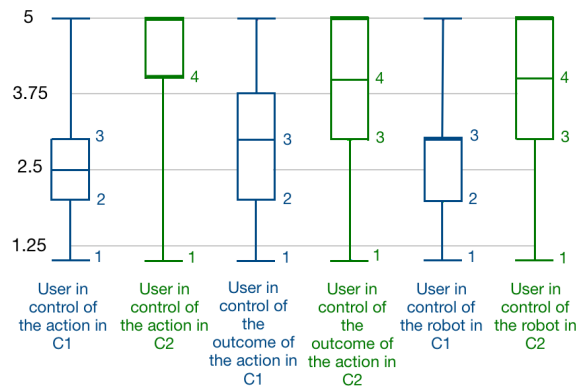 5
3.75
2.5
1.25
3
2
1
4
1
3
2
1
4
3
1
3
2
1
4
3
1
User in
control of
the action in
C1
User in
control of
the action in
C2
User in
control of
the
outcome of
the action in
C1
User in
control of
the
outcome of
the action in
C2
User in
control of
the robot in
C1
User in
control of
the robot in
C2